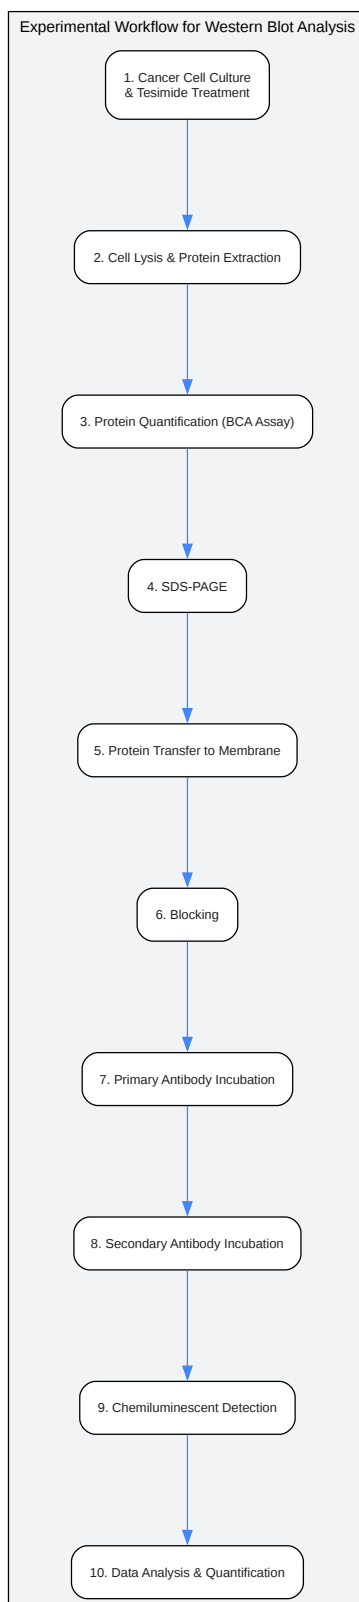 Experimental Workflow for Western Blot Analysis
1. Cancer Cell Culture
& Tesimide Treatment
2. Cell Lysis & Protein Extraction
3. Protein Quantification (BCA Assay)
4. SDS-PAGE
5. Protein Transfer to Membrane
6. Blocking
7. Primary Antibody Incubation
8. Secondary Antibody Incubation
9. Chemiluminescent Detection
10. Data Analysis & Quantification